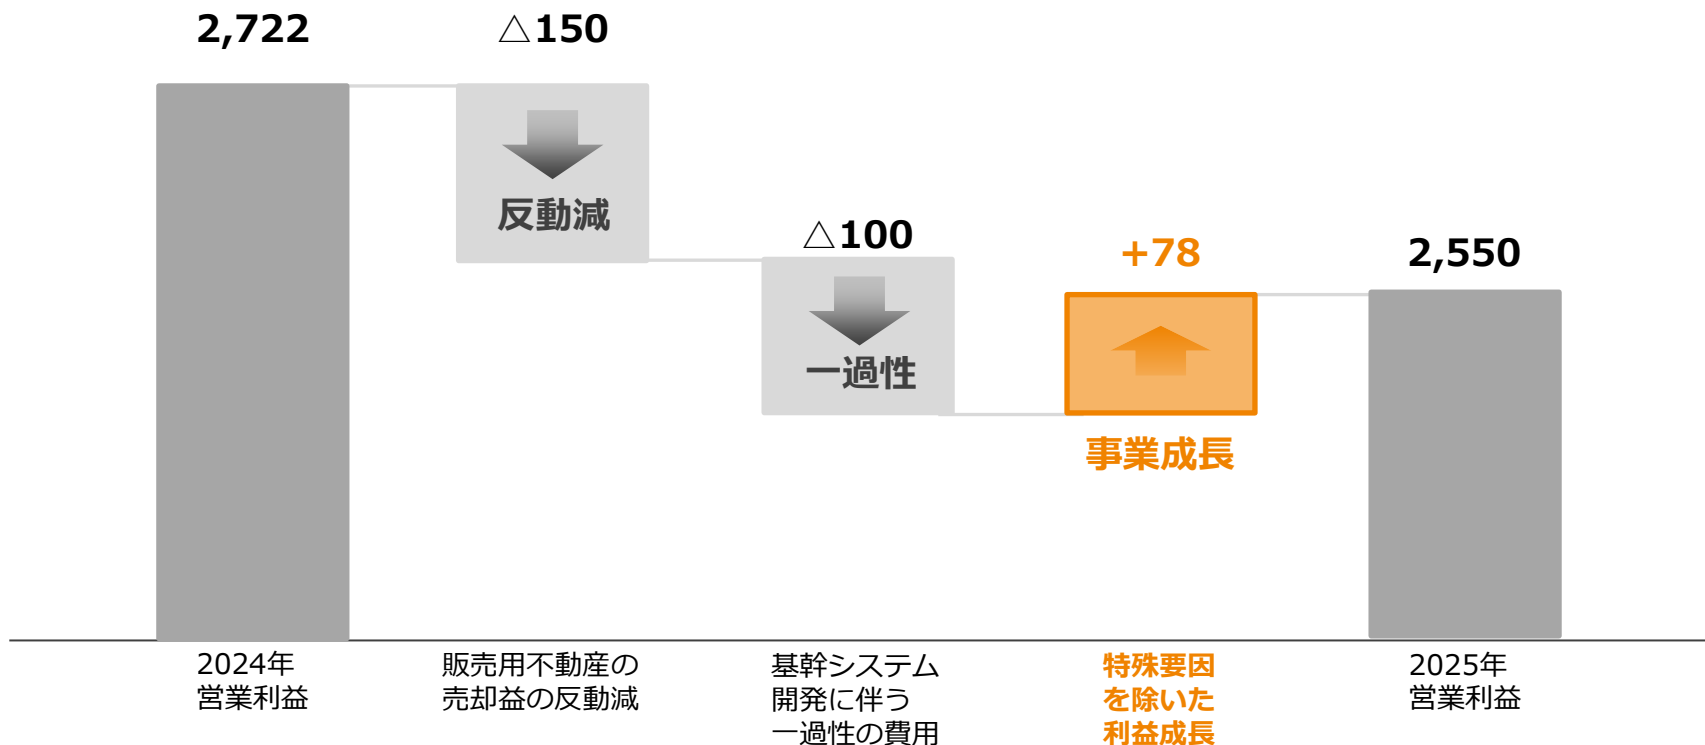 2,722
△150
反動減
△100
一過性
+78
事業成長
2,550
2024年
営業利益
販売用不動産の
売却益の反動減
基幹システム
開発に伴う
一過性の費用
特殊要因
を除いた
利益成長
2025年
営業利益